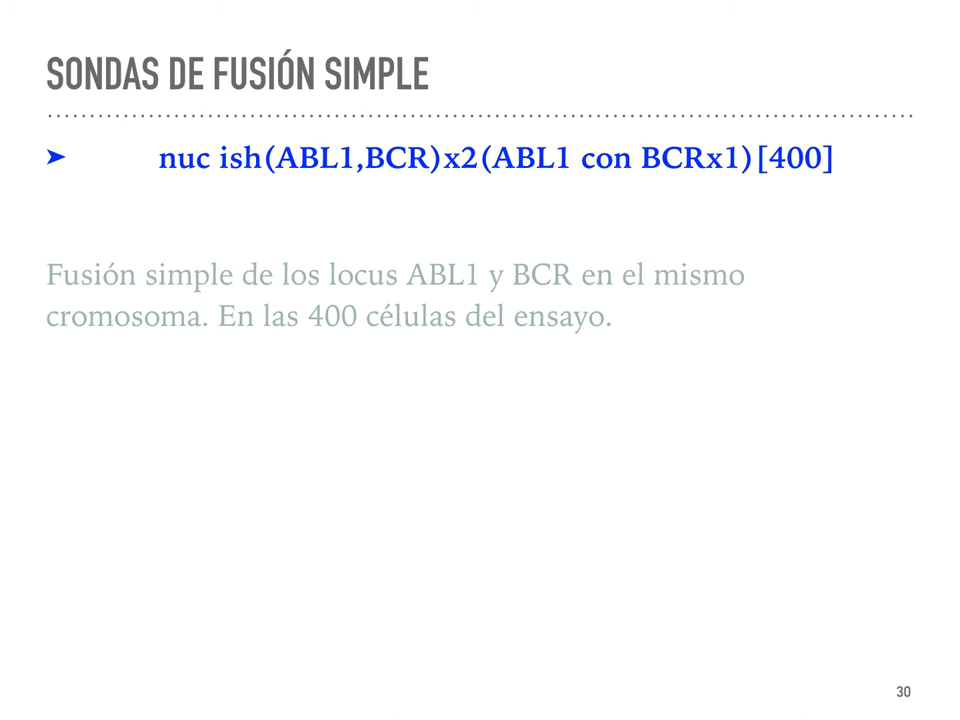 SONDAS DE FUSIÓN SIMPLE
➤ nuc ish(ABL1,BCR)x2(ABL1 con BCRx1)[400]
Fusión simple de los locus ABL1 y BCR en el mismo
cromosoma. En las 400 células del ensayo.
30